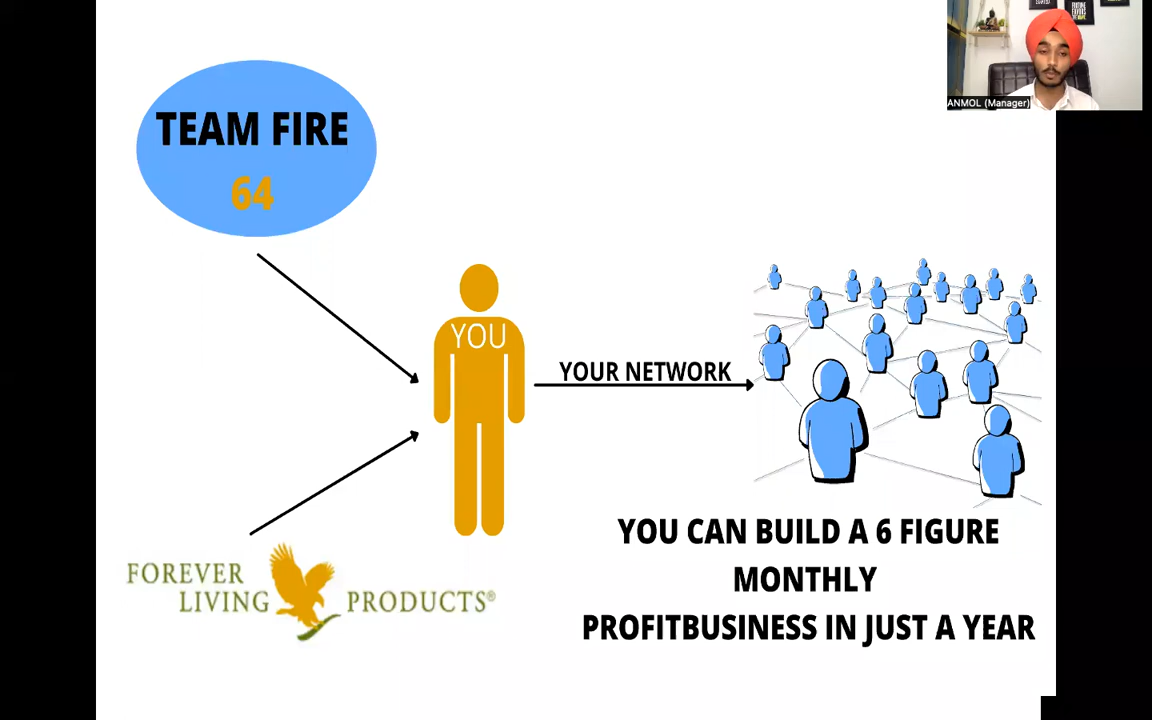 TEAM FIRE
64
YOU
YOUR NETWORK
FOREVER
LIVING PRODUCTS®
YOU CAN BUILD A 6 FIGURE
MONTHLY
PROFITBUSINESS IN JUST A YEAR
ANMOL (Manager)